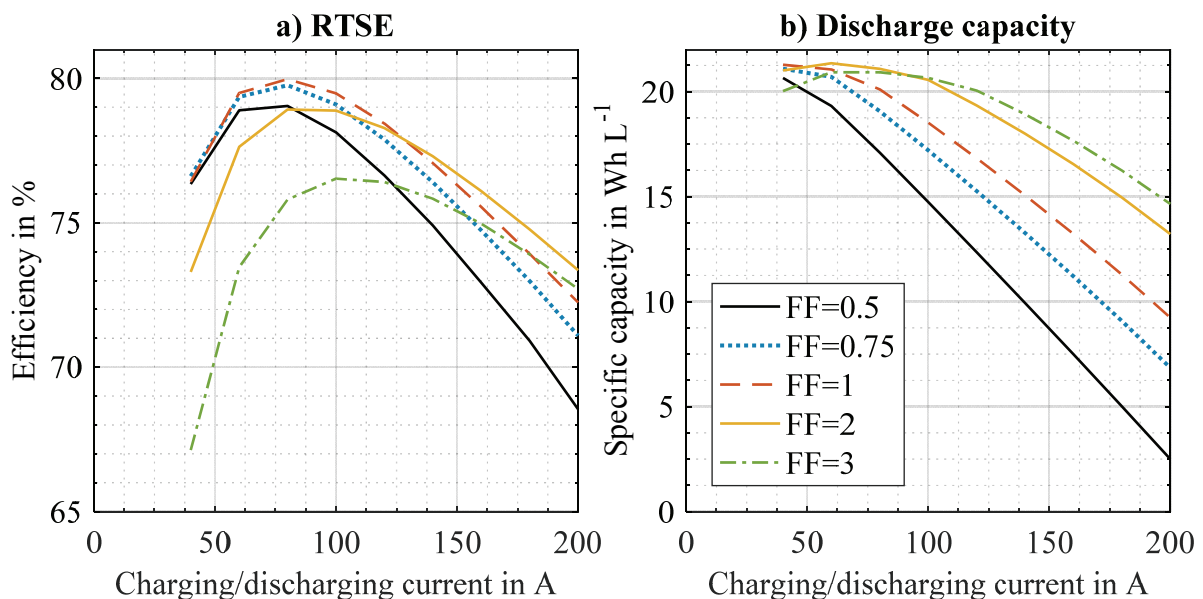 a) RTSE
80
75
70
65
Efficiency in %
0 50 100 150 200
Charging/discharging current in A
b) Discharge capacity
20
15
10
5
0
Specific capacity in Wh L⁻¹
FF=0.5
FF=0.75
FF=1
FF=2
FF=3
0 50 100 150 200
Charging/discharging current in A